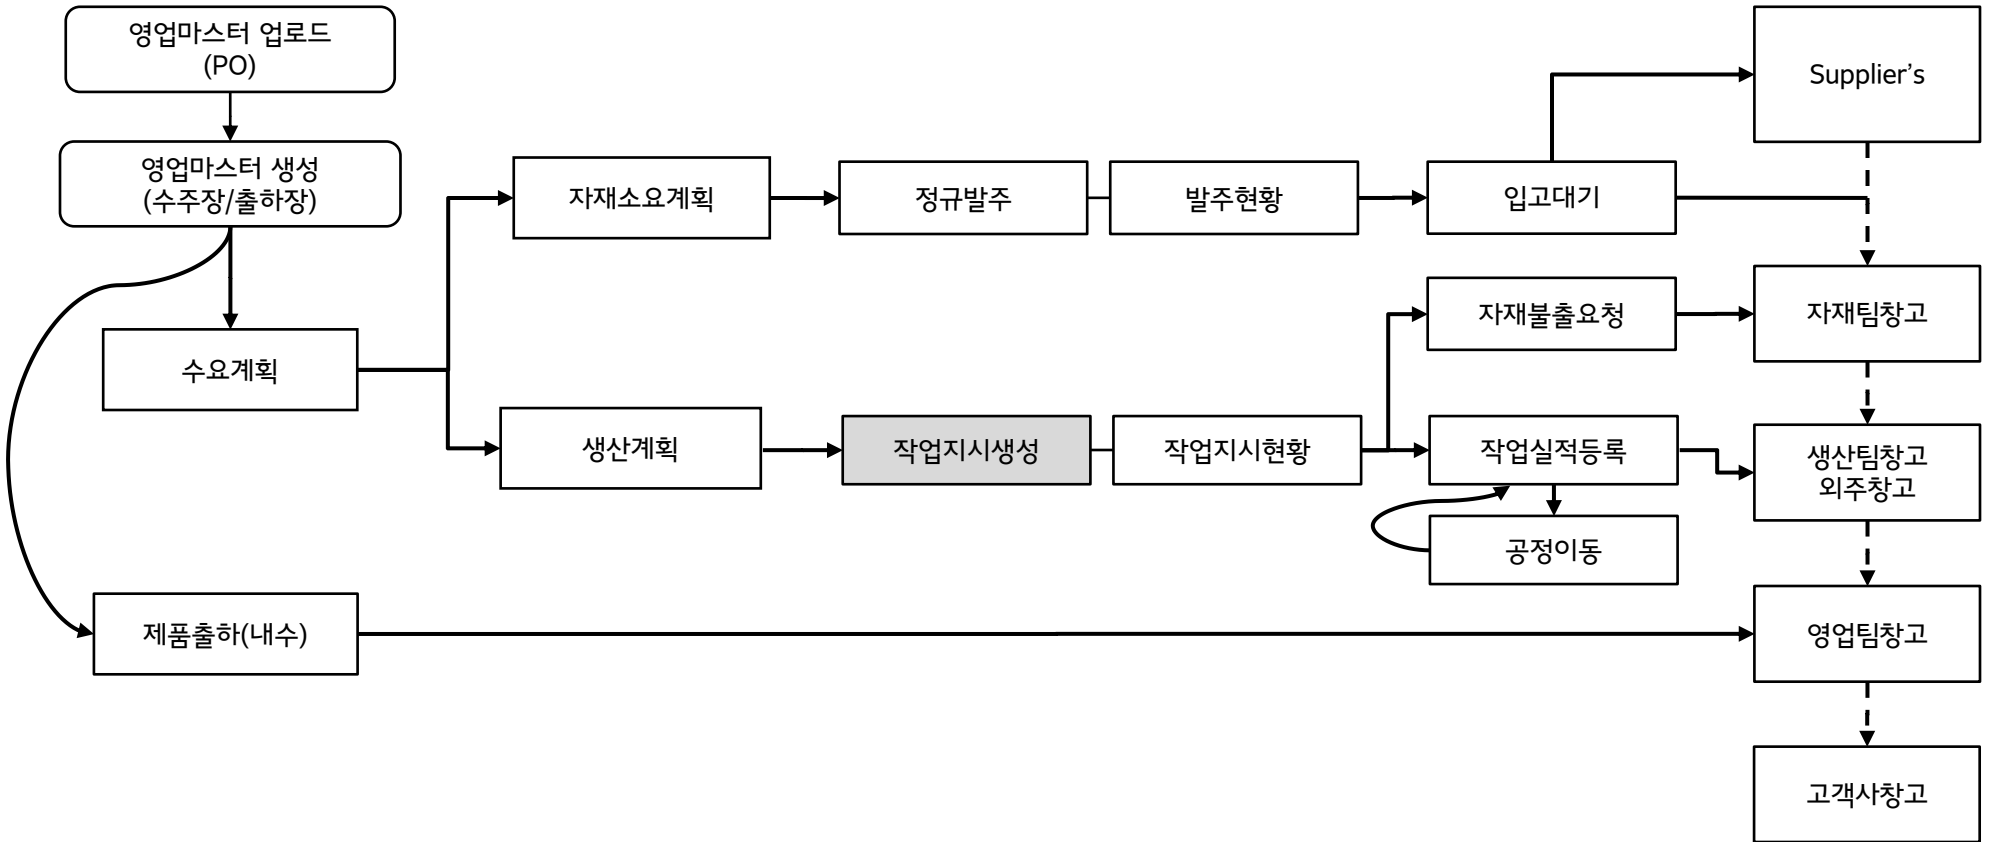 영업마스터 업로드
(PO)
Supplier’s
영업마스터 생성
(수주장/출하장)
자재소요계획
정규발주
발주현황
입고대기
자재불출요청
자재팀창고
수요계획
생산계획
작업지시생성
작업지시현황
작업실적등록
생산팀창고
외주창고
공정이동
제품출하(내수)
영업팀창고
고객사창고